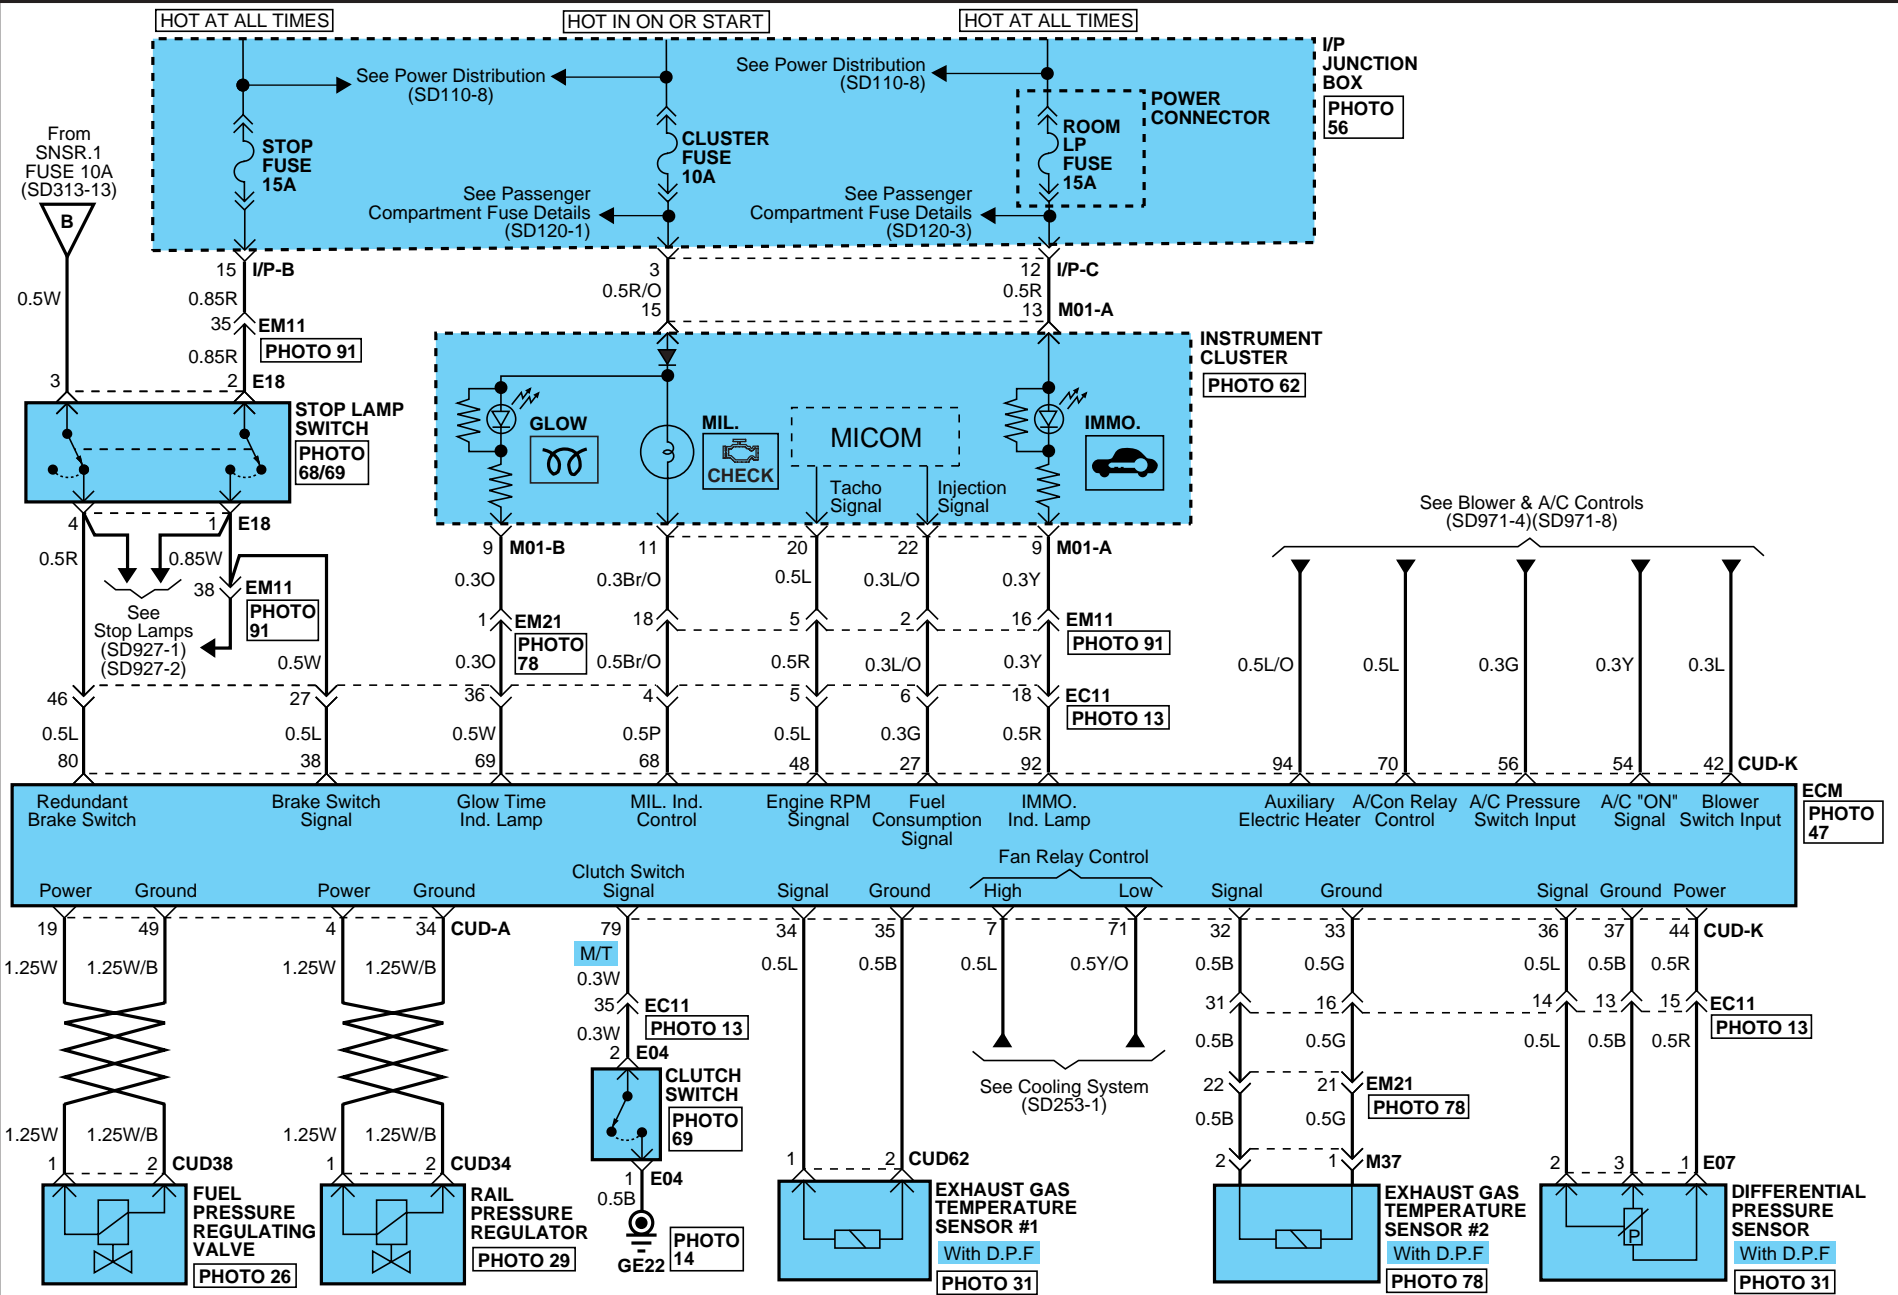 HOT AT ALL TIMES
HOT IN ON OR START
HOT AT ALL TIMES
I/P
JUNCTION
BOX
PHOTO
56
See Power Distribution
(SD110-8)
See Power Distribution
(SD110-8)
POWER
CONNECTOR
From
SNSR.1
FUSE 10A
(SD313-13)
B
STOP
FUSE
15A
CLUSTER
FUSE
10A
ROOM
LP
FUSE
15A
See Passenger
Compartment Fuse Details
(SD120-1)
See Passenger
Compartment Fuse Details
(SD120-3)
15 I/P-B
3
12 I/P-C
0.5W
0.85R
0.5R/O
0.5R
35 EM11
PHOTO 91
15
13 M01-A
0.85R
3
2 E18
INSTRUMENT
CLUSTER
PHOTO 62
STOP LAMP
SWITCH
PHOTO
68/69
GLOW
MIL.
CHECK
MICOM
IMMO.
Tacho
Signal
Injection
Signal
See Blower & A/C Controls
(SD971-4)(SD971-8)
4
1 E18
9 M01-B
11
20
22
9 M01-A
0.5R
0.85W
0.3O
0.3Br/O
0.5L
0.3L/O
0.3Y
38 EM11
PHOTO
91
See
Stop Lamps
(SD927-1)
(SD927-2)
1 EM21
PHOTO
78
18
5
2
16 EM11
PHOTO 91
0.5W
0.3O
0.5Br/O
0.5R
0.3L/O
0.3Y
0.5L/O
0.5L
0.3G
0.3Y
0.3L
46
27
36
4
5
6
18 EC11
PHOTO 13
0.5L
0.5L
0.5W
0.5P
0.5L
0.3G
0.5R
80
38
69
68
48
27
92
94
70
56
54
42 CUD-K
ECM
PHOTO
47
Redundant
Brake Switch
Brake Switch
Signal
Glow Time
Ind. Lamp
MIL. Ind.
Control
Engine RPM
Singnal
Fuel
Consumption
Signal
IMMO.
Ind. Lamp
Auxiliary
Electric Heater
A/Con Relay
Control
A/C Pressure
Switch Input
A/C "ON"
Signal
Blower
Switch Input
Power
Ground
Power
Ground
Clutch Switch
Signal
Signal
Ground
Fan Relay Control
High
Low
Signal
Ground
Signal
Ground
Power
19
49
4
34 CUD-A
79
34
35
7
71
32
33
36
37
44 CUD-K
M/T
1.25W
1.25W/B
1.25W
1.25W/B
0.3W
0.5L
0.5B
0.5L
0.5Y/O
0.5B
0.5G
0.5L
0.5B
0.5R
35 EC11
PHOTO 13
31
16
14
13
15 EC11
PHOTO 13
0.3W
0.5B
0.5G
0.5L
0.5B
0.5R
2 E04
CLUTCH
SWITCH
PHOTO
69
See Cooling System
(SD253-1)
22
21 EM21
PHOTO 78
1.25W
1.25W/B
1.25W
1.25W/B
0.5B
0.5G
1
2 CUD38
1
2 CUD34
1 E04
1
2 CUD62
2
1 M37
2
3
1 E07
0.5B
GE22
PHOTO
14
FUEL
PRESSURE
REGULATING
VALVE
PHOTO 26
RAIL
PRESSURE
REGULATOR
PHOTO 29
EXHAUST GAS
TEMPERATURE
SENSOR #1
With D.P.F
PHOTO 31
EXHAUST GAS
TEMPERATURE
SENSOR #2
With D.P.F
PHOTO 78
P
DIFFERENTIAL
PRESSURE
SENSOR
With D.P.F
PHOTO 31